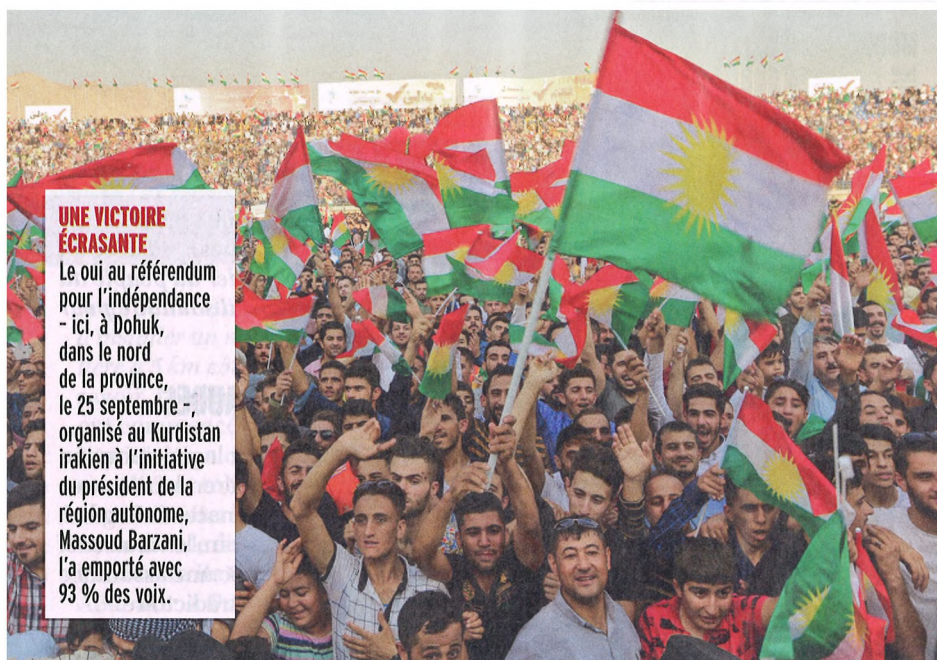 UNE VICTOIRE
ÉCRASANTE
Le oui au référendum
pour l’indépendance
– ici, à Dohuk,
dans le nord
de la province,
le 25 septembre –,
organisé au Kurdistan
irakien à l’initiative
du président de la
région autonome,
Massoud Barzani,
l’a emporté avec
93 % des voix.